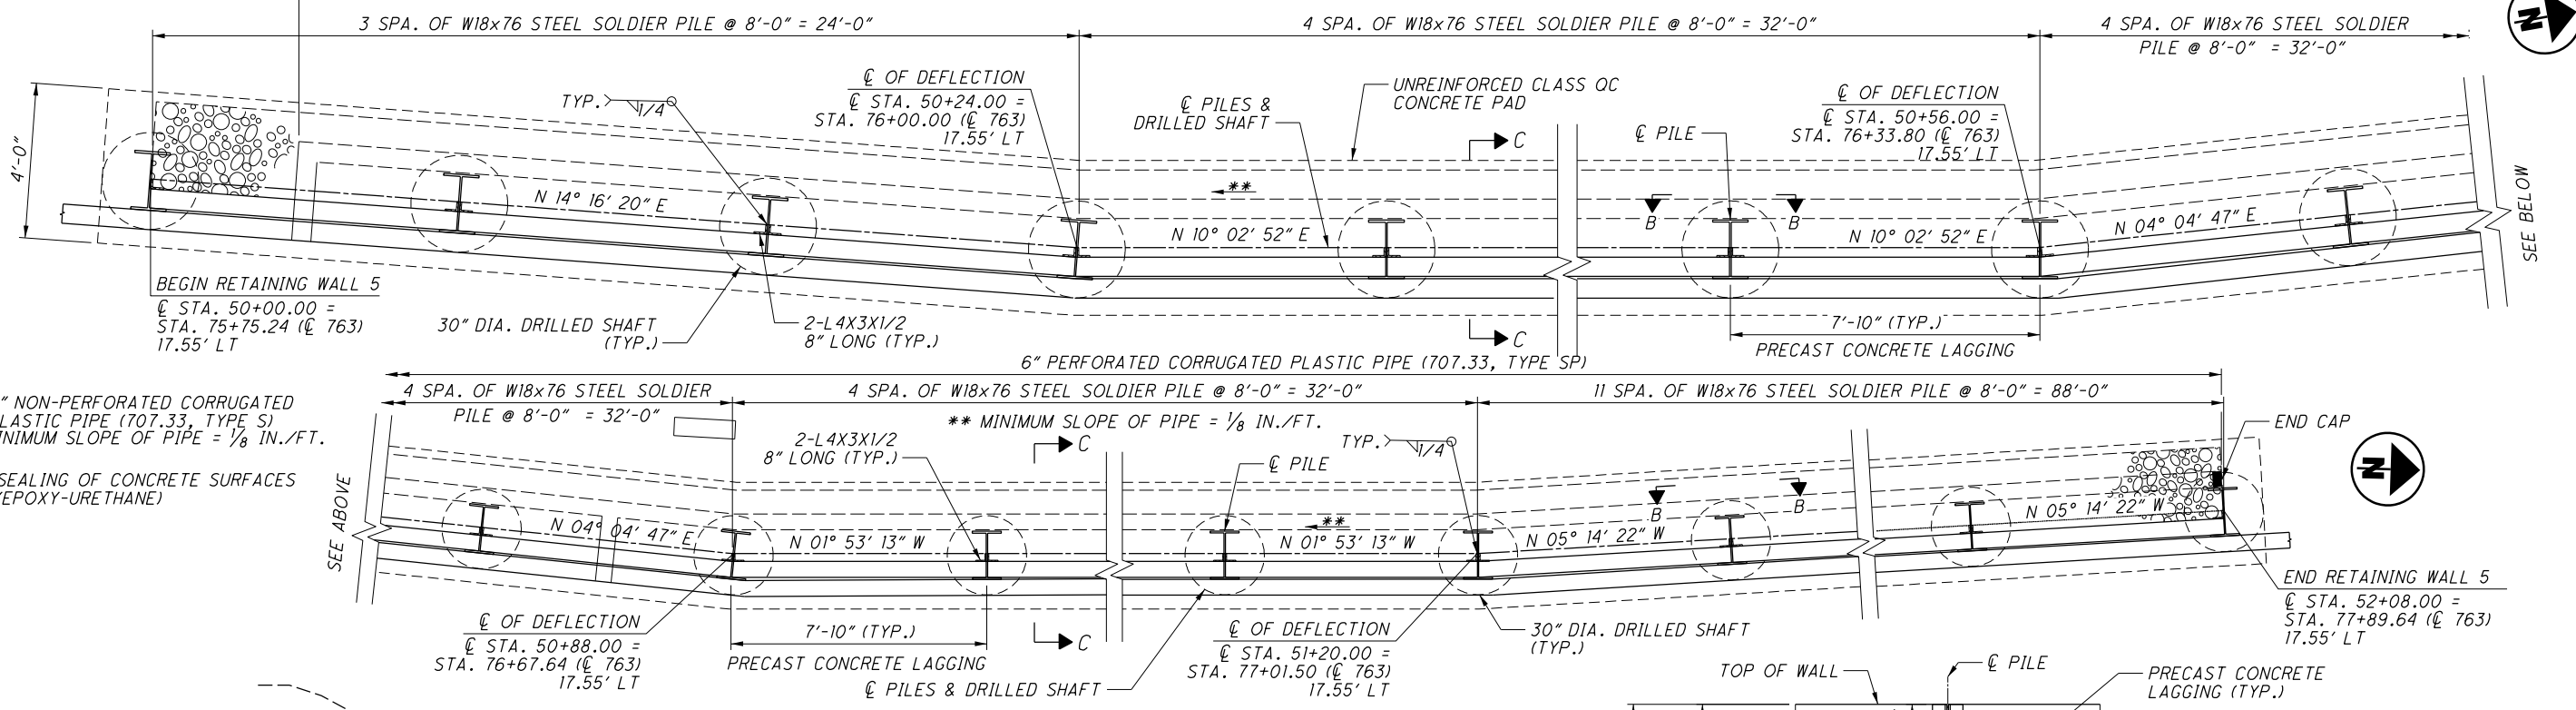 3 SPA. OF W18x76 STEEL SOLDIER PILE @ 8'-0" = 24'-0"
4 SPA. OF W18x76 STEEL SOLDIER PILE @ 8'-0" = 32'-0"
4 SPA. OF W18x76 STEEL SOLDIER
PILE @ 8'-0" = 32'-0"
N
4'-0"
TYP.
1/4
℄ OF DEFLECTION
℄ STA. 50+24.00 =
STA. 76+00.00 (℄ 763)
17.55' LT
℄ PILES &
DRILLED SHAFT
UNREINFORCED CLASS QC
CONCRETE PAD
C
℄ PILE
℄ OF DEFLECTION
℄ STA. 50+56.00 =
STA. 76+33.80 (℄ 763)
17.55' LT
N 14° 16' 20" E
**
N 10° 02' 52" E
B
B
N 10° 02' 52" E
N 04° 04' 47" E
SEE BELOW
BEGIN RETAINING WALL 5
℄ STA. 50+00.00 =
STA. 75+75.24 (℄ 763)
17.55' LT
30" DIA. DRILLED SHAFT
(TYP.)
2-L4X3X1/2
8" LONG (TYP.)
C
7'-10" (TYP.)
PRECAST CONCRETE LAGGING
6" PERFORATED CORRUGATED PLASTIC PIPE (707.33, TYPE SP)
4 SPA. OF W18x76 STEEL SOLDIER
PILE @ 8'-0" = 32'-0"
4 SPA. OF W18x76 STEEL SOLDIER PILE @ 8'-0" = 32'-0"
11 SPA. OF W18x76 STEEL SOLDIER PILE @ 8'-0" = 88'-0"
" NON-PERFORATED CORRUGATED
LASTIC PIPE (707.33, TYPE S)
INIMUM SLOPE OF PIPE = 1/8 IN./FT.
SEALING OF CONCRETE SURFACES
EPOXY-URETHANE)
** MINIMUM SLOPE OF PIPE = 1/8 IN./FT.
2-L4X3X1/2
8" LONG (TYP.)
C
℄ PILE
TYP.
1/4
END CAP
N
SEE ABOVE
N 04° 04' 47" E
N 01° 53' 13" W
**
N 01° 53' 13" W
N 05° 14' 22" W
B
B
N 05° 14' 22" W
℄ OF DEFLECTION
℄ STA. 50+88.00 =
STA. 76+67.64 (℄ 763)
17.55' LT
7'-10" (TYP.)
PRECAST CONCRETE LAGGING
C
℄ PILES & DRILLED SHAFT
℄ OF DEFLECTION
℄ STA. 51+20.00 =
STA. 77+01.50 (℄ 763)
17.55' LT
30" DIA. DRILLED SHAFT
(TYP.)
END RETAINING WALL 5
℄ STA. 52+08.00 =
STA. 77+89.64 (℄ 763)
17.55' LT
TOP OF WALL
℄ PILE
PRECAST CONCRETE
LAGGING (TYP.)